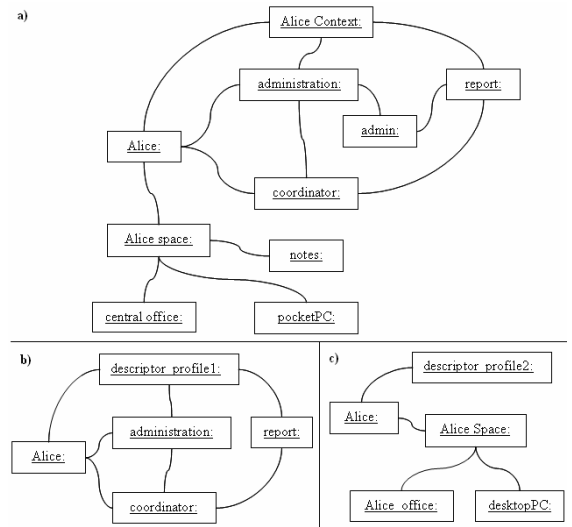 a)
Alice Context:
administration:
report:
admin:
Alice:
coordinator:
Alice space:
notes:
central office:
pocketPC:
b)
descriptor_profile1:
administration:
report:
Alice:
coordinator:
c)
descriptor_profile2:
Alice:
Alice Space:
Alice_office:
desktopPC: